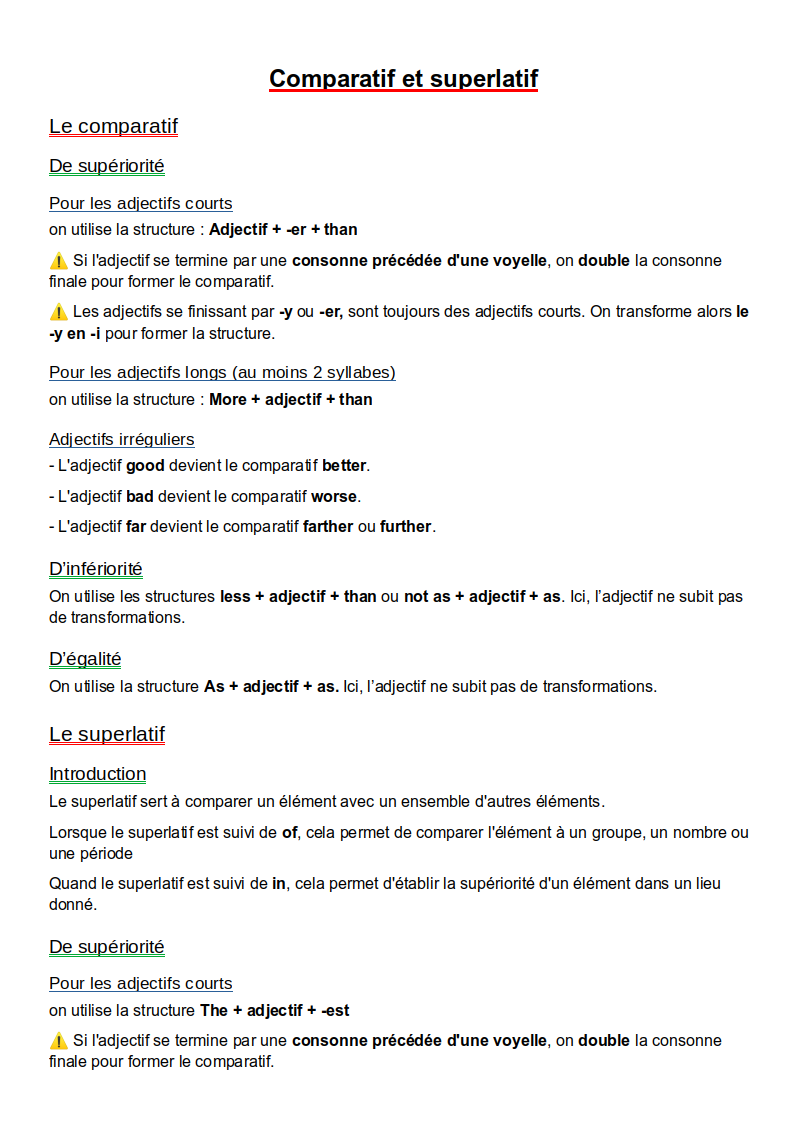 Comparatif et superlatif
Le comparatif
De supériorité
Pour les adjectifs courts
on utilise la structure : Adjectif + -er + than
⚠️ Si l'adjectif se termine par une consonne précédée d'une voyelle, on double la consonne
finale pour former le comparatif.
⚠️ Les adjectifs se finissant par -y ou -er, sont toujours des adjectifs courts. On transforme alors le
-y en -i pour former la structure.
Pour les adjectifs longs (au moins 2 syllabes)
on utilise la structure : More + adjectif + than
Adjectifs irréguliers
- L'adjectif good devient le comparatif better.
- L'adjectif bad devient le comparatif worse.
- L'adjectif far devient le comparatif farther ou further.
D’infériorité
On utilise les structures less + adjectif + than ou not as + adjectif + as. Ici, l’adjectif ne subit pas
de transformations.
D’égalité
On utilise la structure As + adjectif + as. Ici, l’adjectif ne subit pas de transformations.
Le superlatif
Introduction
Le superlatif sert à comparer un élément avec un ensemble d'autres éléments.
Lorsque le superlatif est suivi de of, cela permet de comparer l'élément à un groupe, un nombre ou
une période
Quand le superlatif est suivi de in, cela permet d'établir la supériorité d'un élément dans un lieu
donné.
De supériorité
Pour les adjectifs courts
on utilise la structure The + adjectif + -est
⚠️ Si l'adjectif se termine par une consonne précédée d'une voyelle, on double la consonne
finale pour former le comparatif.